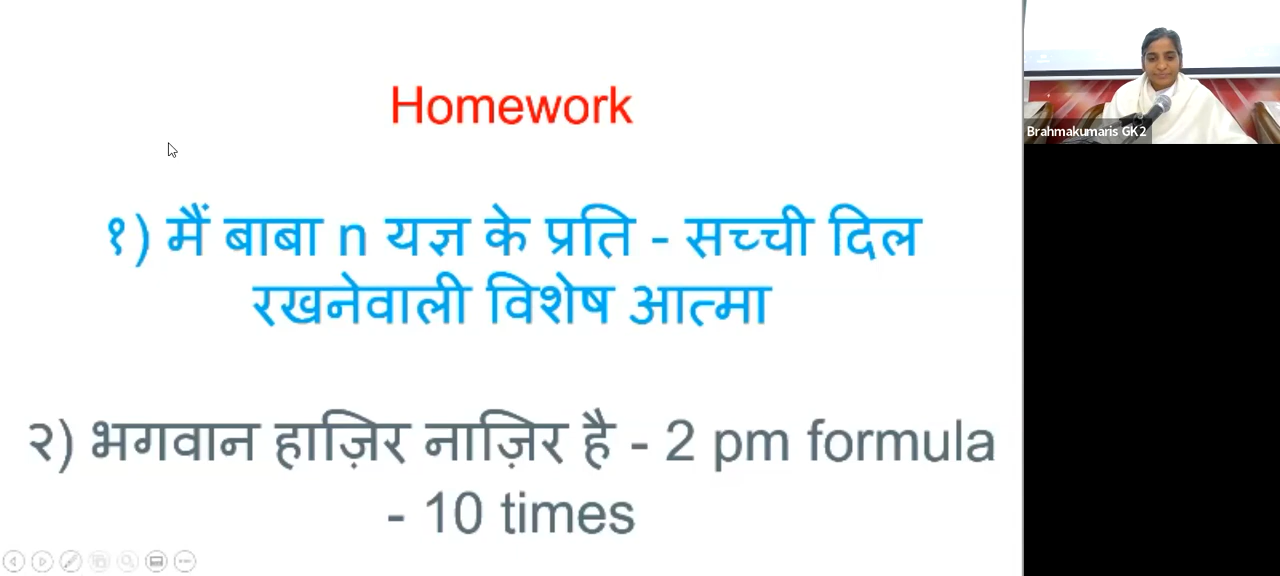 Homework
१) मैं बाबा n यज्ञ के प्रति - सच्ची दिल
रखनेवाली विशेष आत्मा
२) भगवान हाज़िर नाज़िर है - 2 pm formula
- 10 times
Brahmakumaris GK2